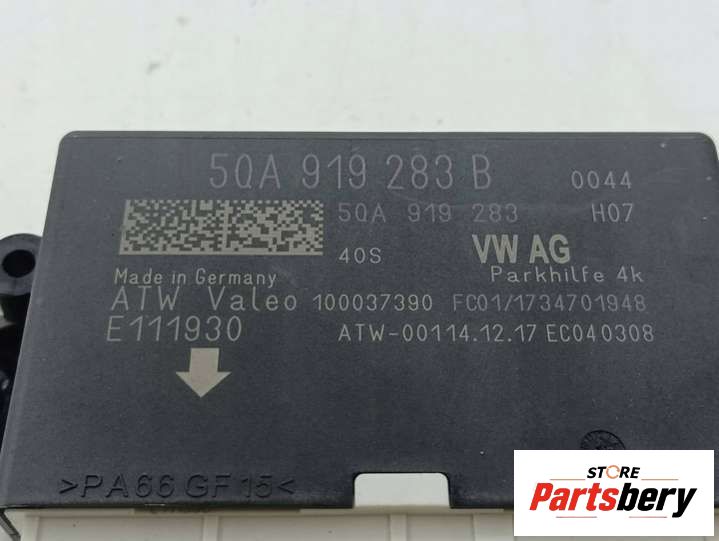 5QA 919 283 B 0044
5QA 919 283 H07
40S VW AG
Parkhilfe 4k
Made in Germany
ATW Valeo 100037390 FC01/1734701948
E111930 ATW-00114.12.17 EC040308
>PA66 GF15<
STORE
Partsbery